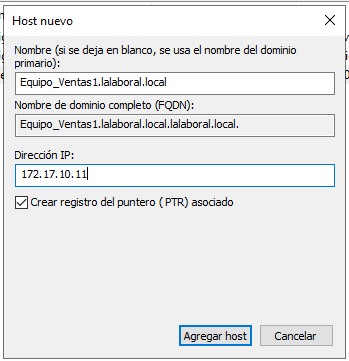 Host nuevo
Nombre (si se deja en blanco, se usa el nombre del dominio
primario):
Equipo_Ventas1.lalaboral.local
Nombre de dominio completo (FQDN):
Equipo_Ventas1.lalaboral.local.lalaboral.local.
Dirección IP:
172.17.10.11
Crear registro del puntero (PTR) asociado
Agregar host
Cancelar